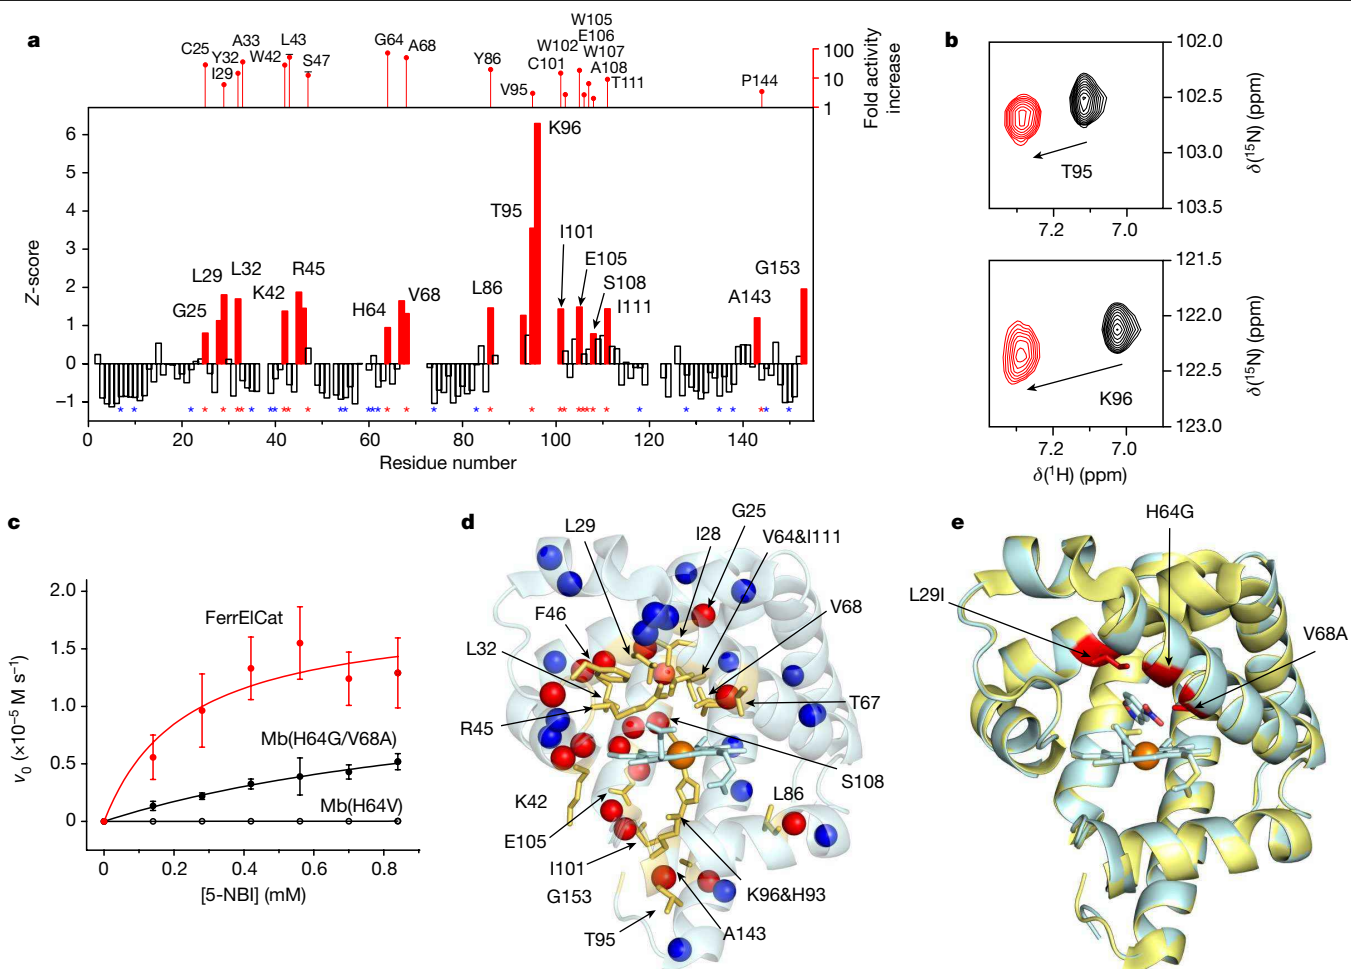 a
C25
I29
Y32
A33
W42
L43
S47
G64
A68
Y86
V95
C101
W102
W105
E106
W107
A108
T111
P144
100
10
1
Fold activity
increase
Z-score
6
5
4
3
2
1
0
−1
G25
L29
L32
K42
R45
H64
V68
L86
T95
K96
I101
E105
S108
I111
A143
G153
0
20
40
60
80
100
120
140
Residue number
b
102.0
102.5
103.0
103.5
T95
7.2
7.0
δ(¹⁵N) (ppm)
121.5
122.0
122.5
123.0
K96
7.2
7.0
δ(¹⁵N) (ppm)
δ(¹H) (ppm)
c
2.0
1.5
1.0
0.5
0
V₀ (×10⁻⁵ M s⁻¹)
FerrElCat
Mb(H64G/V68A)
Mb(H64V)
0
0.2
0.4
0.6
0.8
[5-NBI] (mM)
d
G25
L29
I28
V64&I111
F46
V68
L32
T67
R45
S108
K42
L86
E105
I101
G153
K96&H93
T95
A143
e
H64G
L29I
V68A